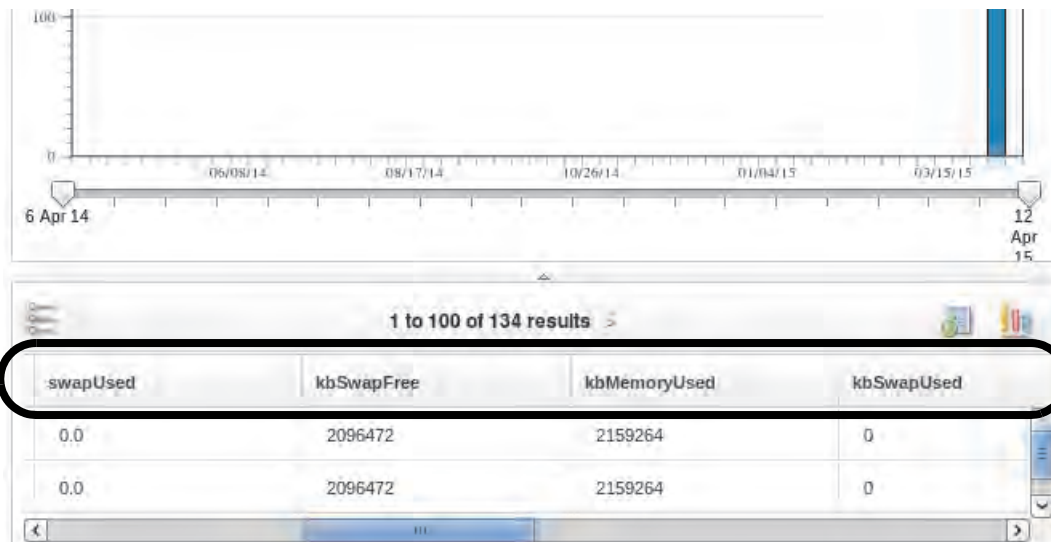 100
0
06/08/14 08/17/14 10/26/14 01/04/15 03/15/15
6 Apr 14
12
Apr
15
1 to 100 of 134 results >
swapUsed kbSwapFree kbMemoryUsed kbSwapUsed
0.0 2096472 2159264 0
0.0 2096472 2159264 0